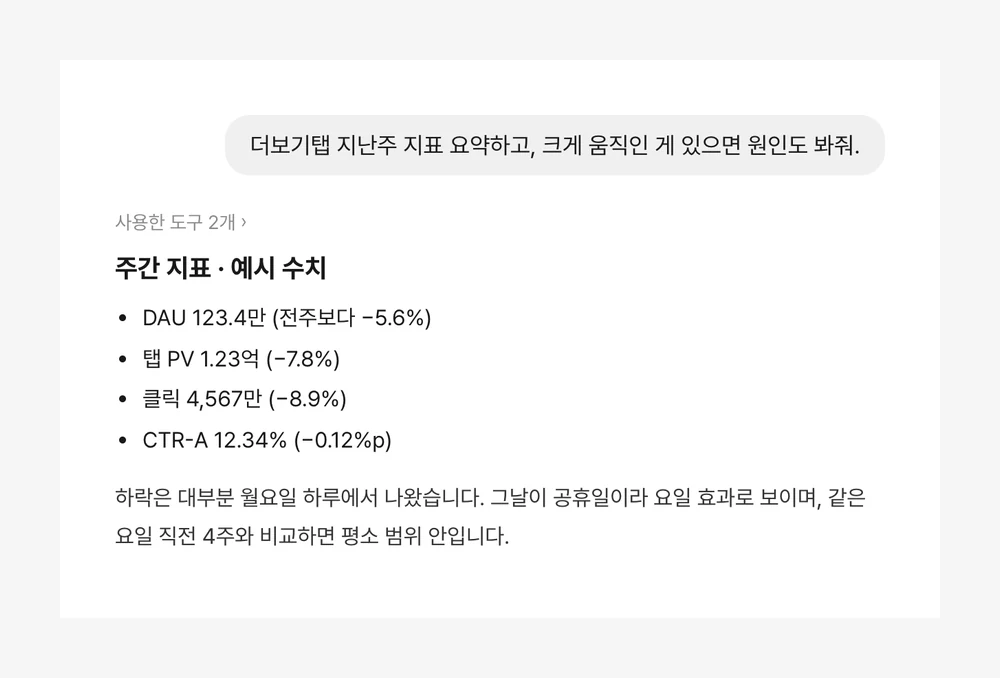 더보기탭 지난주 지표 요약하고, 크게 움직인 게 있으면 원인도 봐줘.
사용한 도구 2개 ›
주간 지표 · 예시 수치
• DAU 123.4만 (전주보다 −5.6%)
• 탭 PV 1.23억 (−7.8%)
• 클릭 4,567만 (−8.9%)
• CTR-A 12.34% (−0.12%p)
하락은 대부분 월요일 하루에서 나왔습니다. 그날이 공휴일이라 요일 효과로 보이며, 같은
요일 직전 4주와 비교하면 평소 범위 안입니다.